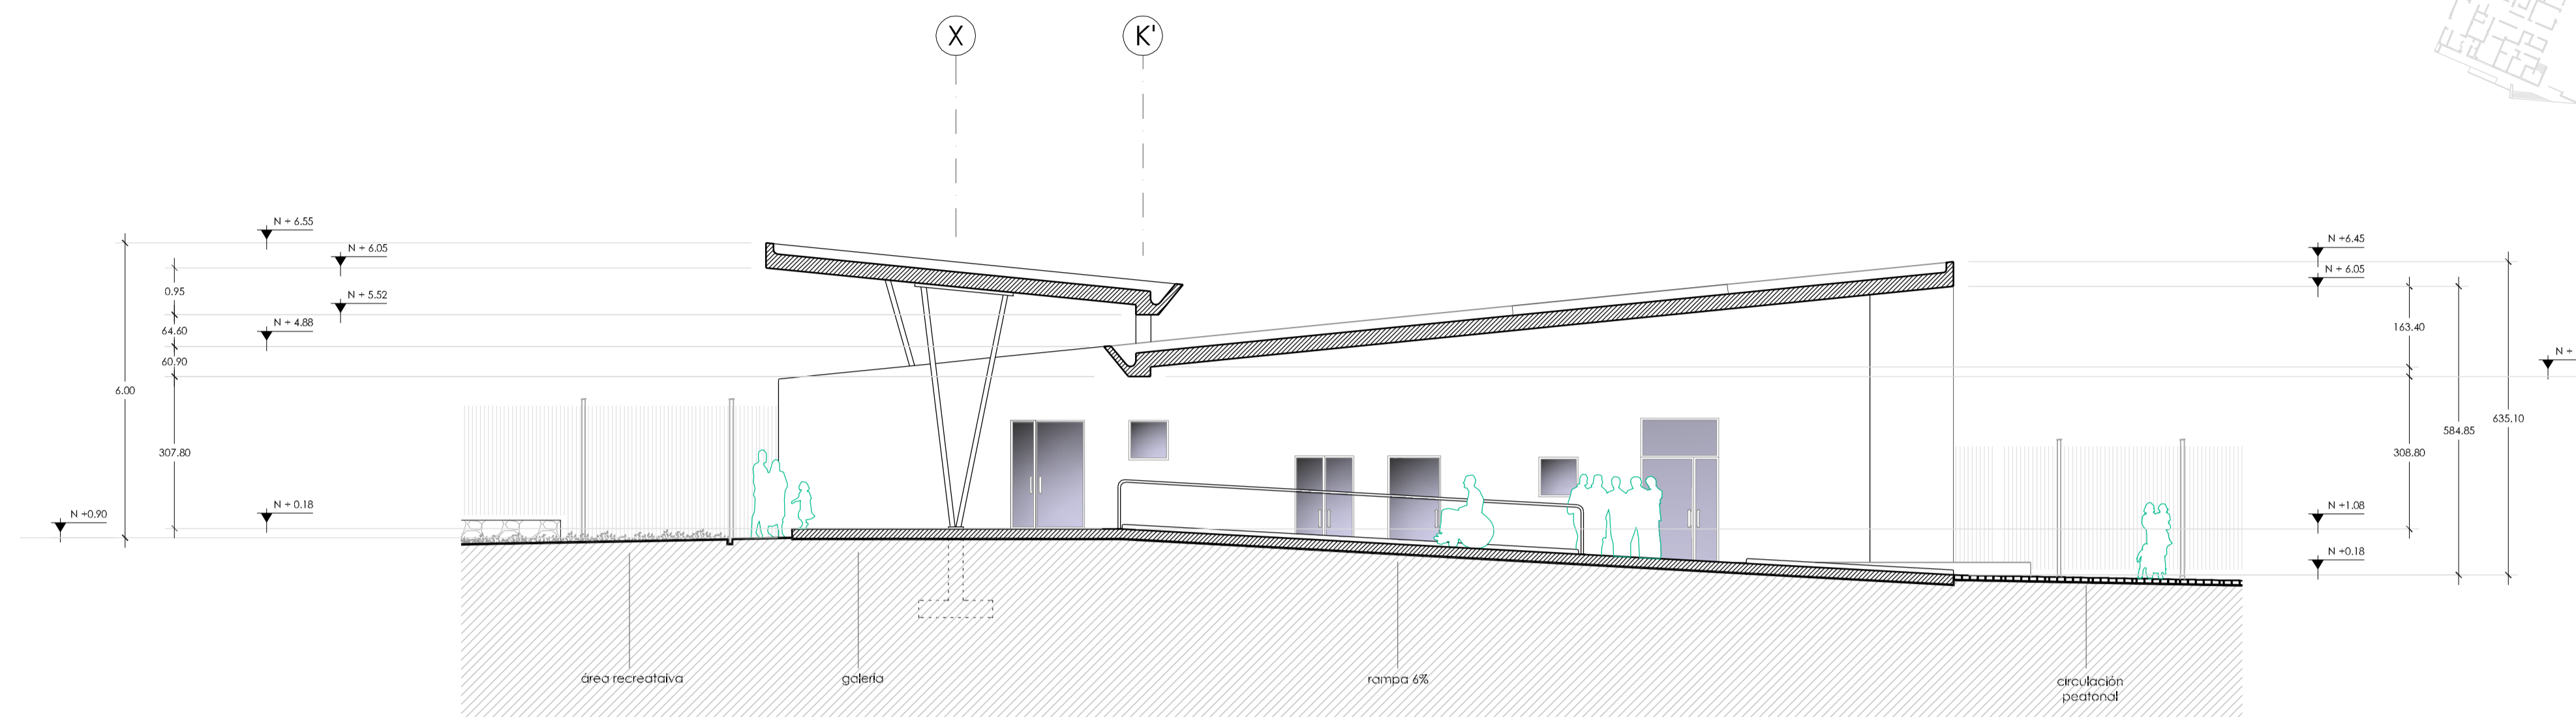 X
K'
N + 6.55
N + 6.05
N + 5.52
N + 4.88
0.95
64.60
60.90
6.00
307.80
N + 0.18
N +0.90
N +6.45
N + 6.05
163.40
N +
635.10
584.85
308.80
N +1.08
N +0.18
área recreataiva
galería
rampa 6%
circulación
peatonal